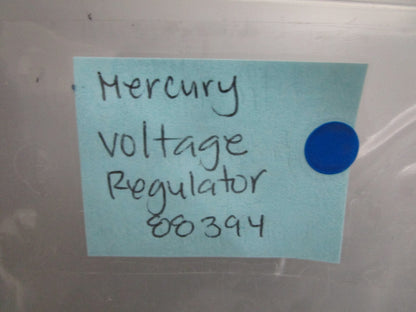 Mercury
Voltage
Regulator
88394